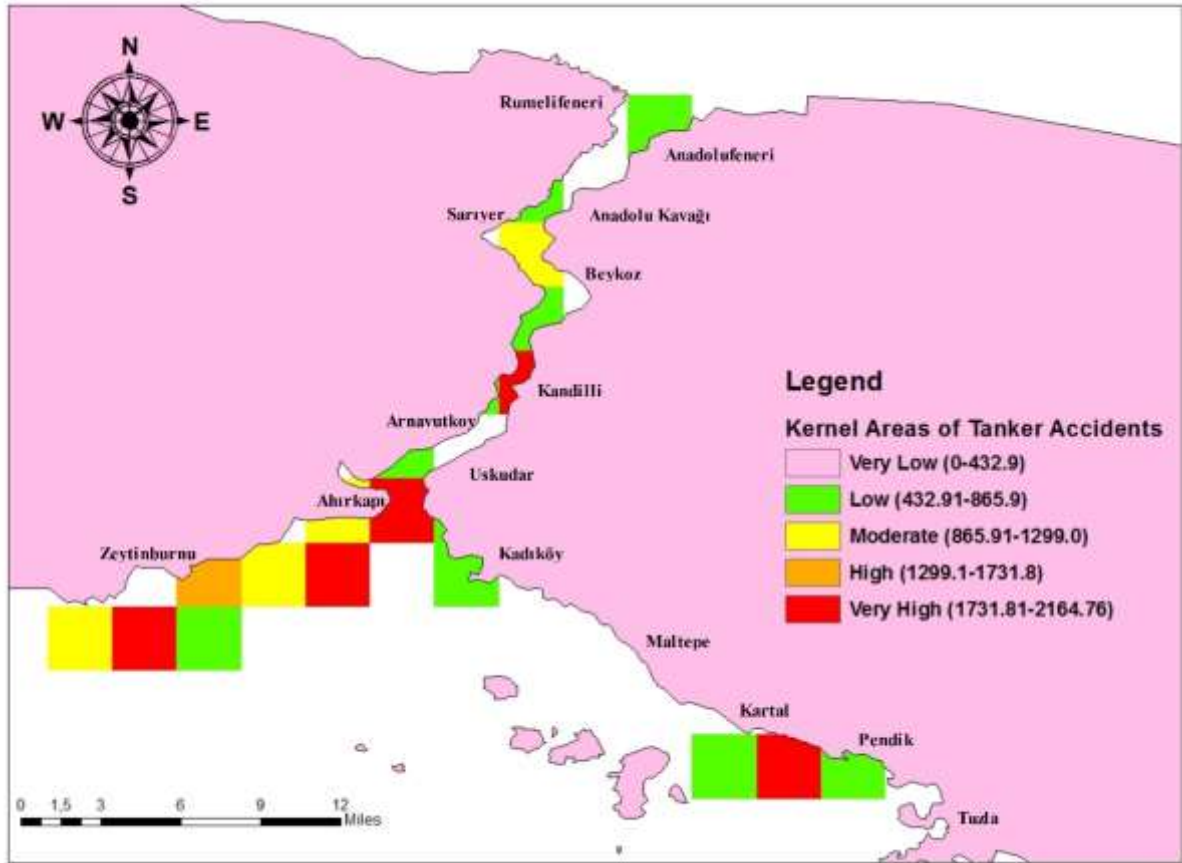 N
W E
S
Rumelifeneri
Anadolufeneri
Sarıyer
Anadolu Kavağı
Beykoz
Kandilli
Arnavutkoy
Uskudar
Ahırkapı
Zeytinburnu
Kadıköy
Maltepe
Kartal
Pendik
Tuzla
Legend
Kernel Areas of Tanker Accidents
Very Low (0-432.9)
Low (432.91-865.9)
Moderate (865.91-1299.0)
High (1299.1-1731.8)
Very High (1731.81-2164.76)
0 1,5 3 6 9 12
Miles